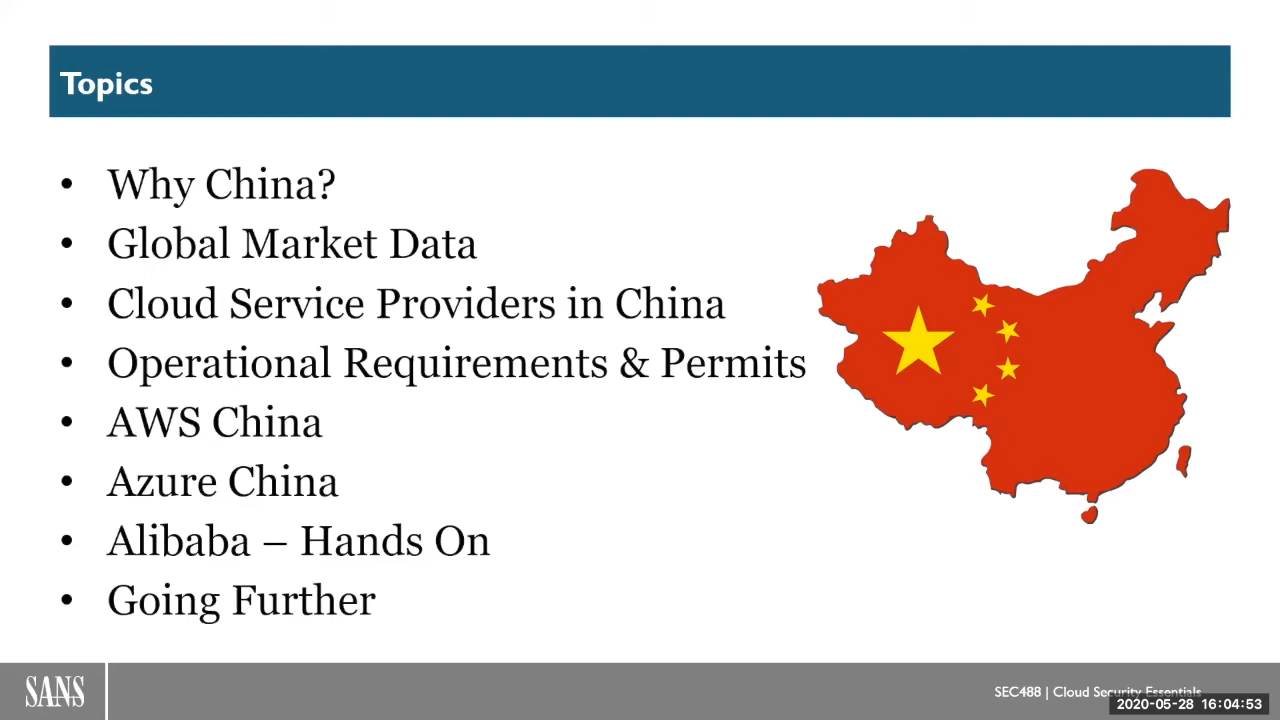 Topics
• Why China?
• Global Market Data
• Cloud Service Providers in China
• Operational Requirements & Permits
• AWS China
• Azure China
• Alibaba – Hands On
• Going Further
SANS
SEC488 | Cloud Security Essentials
2020-05-28 16:04:53